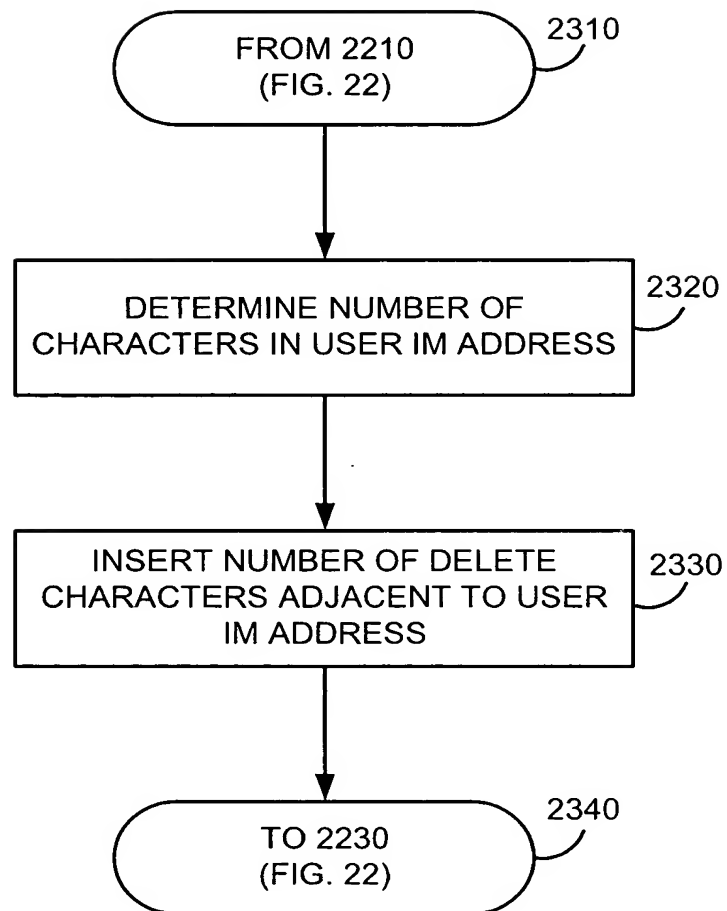 FROM 2210
(FIG. 22)
2310
DETERMINE NUMBER OF
CHARACTERS IN USER IM ADDRESS
2320
INSERT NUMBER OF DELETE
CHARACTERS ADJACENT TO USER
IM ADDRESS
2330
TO 2230
(FIG. 22)
2340